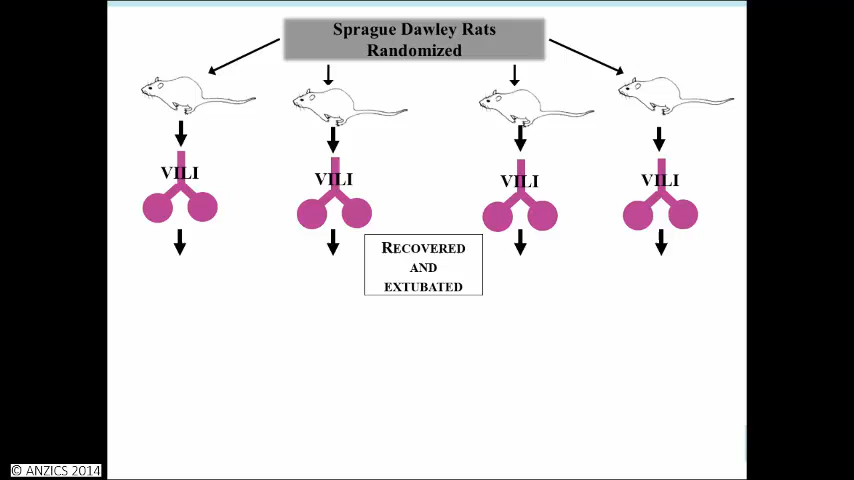 Sprague Dawley Rats
Randomized
VILI
VILI
VILI
VILI
RECOVERED
AND
EXTUBATED
© ANZICS 2014